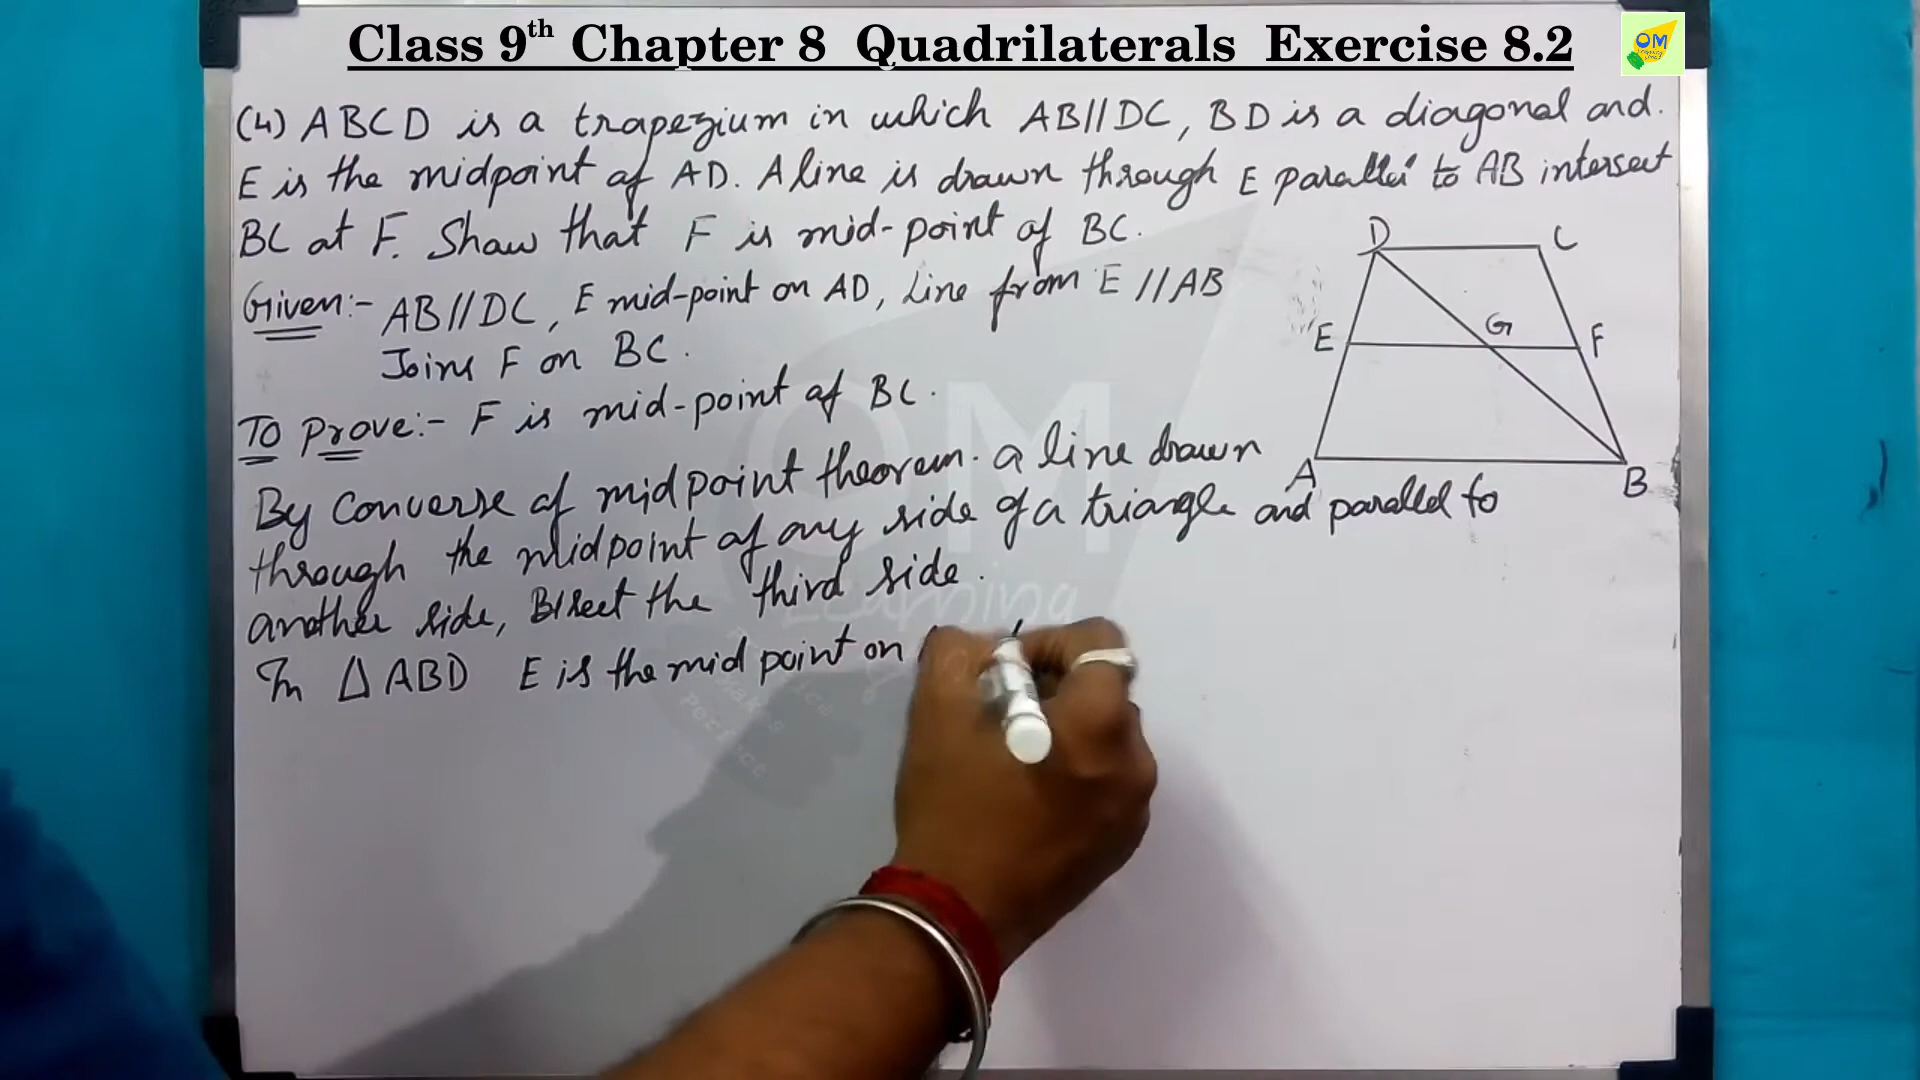 Class 9th Chapter 8 Quadrilaterals Exercise 8.2
OM
(4) ABCD is a trapezium in which AB//DC, BD is a diagonal and.
E is the midpoint of AD. A line is drawn through E parallel to AB intersect
BC at F. Show that F is mid-point of BC.
Given:- AB//DC, E mid-point on AD, Line from E // AB
Joins F on BC.
To Prove:- F is mid-point of BC.
By Converse of midpoint theorem. a line drawn
through the midpoint of any side of a triangle and parallel to
another side, Bisect the third side.
In Δ ABD E is the mid point on
D C
E G F
A B
OM
Learning